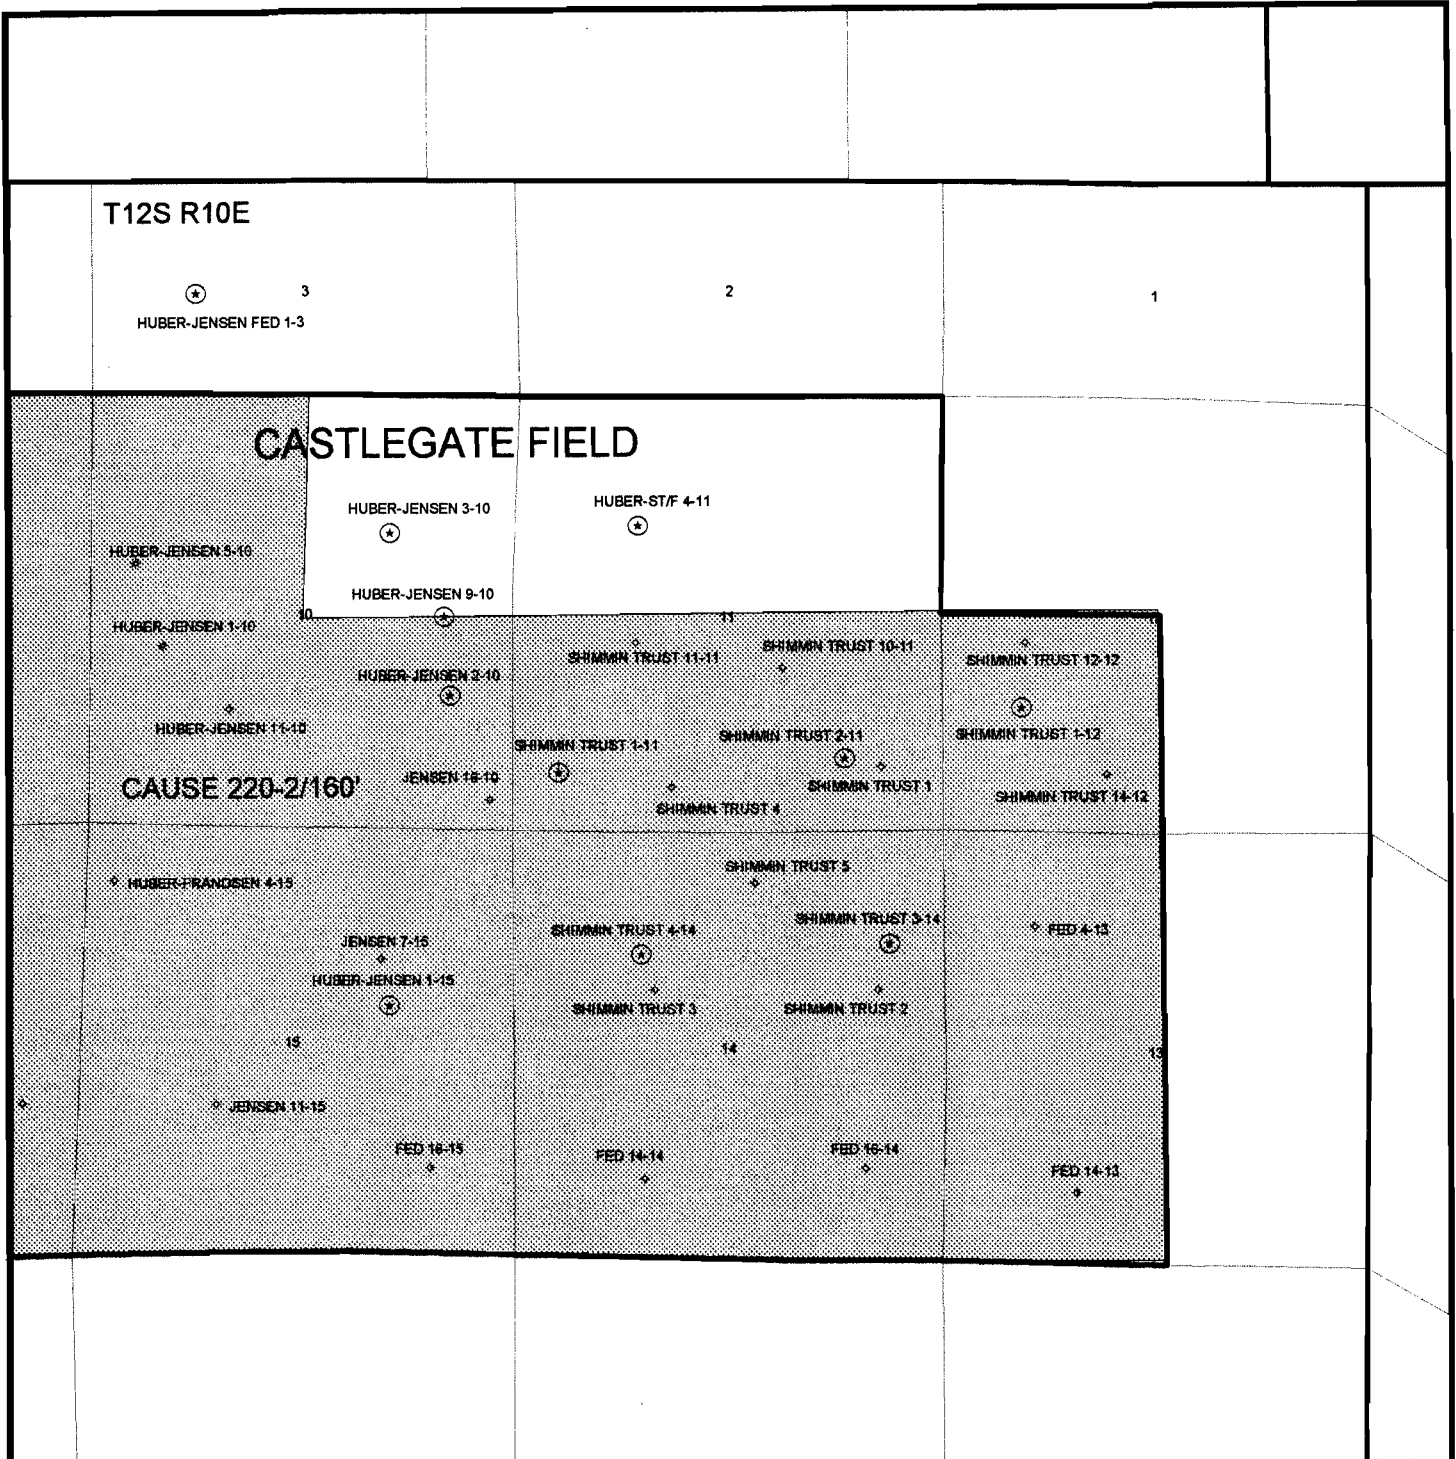 T12S R10E
3
2
1
HUBER-JENSEN FED 1-3
CASTLEGATE FIELD
HUBER-JENSEN 3-10
HUBER-ST/F 4-11
HUBER-JENSEN 5-10
HUBER-JENSEN 9-10
10
11
HUBER-JENSEN 1-10
SHIMMIN TRUST 11-11
SHIMMIN TRUST 10-11
SHIMMIN TRUST 12-12
HUBER-JENSEN 2-10
HUBER-JENSEN 11-10
SHIMMIN TRUST 1-11
SHIMMIN TRUST 2-11
SHIMMIN TRUST 1-12
CAUSE 220-2/160'
JENSEN 16-10
SHIMMIN TRUST 4
SHIMMIN TRUST 1
SHIMMIN TRUST 14-12
SHIMMIN TRUST 5
HUBER-FRANDSEN 4-15
SHIMMIN TRUST 4-14
SHIMMIN TRUST 3-14
FED 4-13
JENSEN 7-15
HUBER-JENSEN 1-15
SHIMMIN TRUST 3
SHIMMIN TRUST 2
15
14
13
JENSEN 11-15
FED 16-15
FED 14-14
FED 16-14
FED 14-13